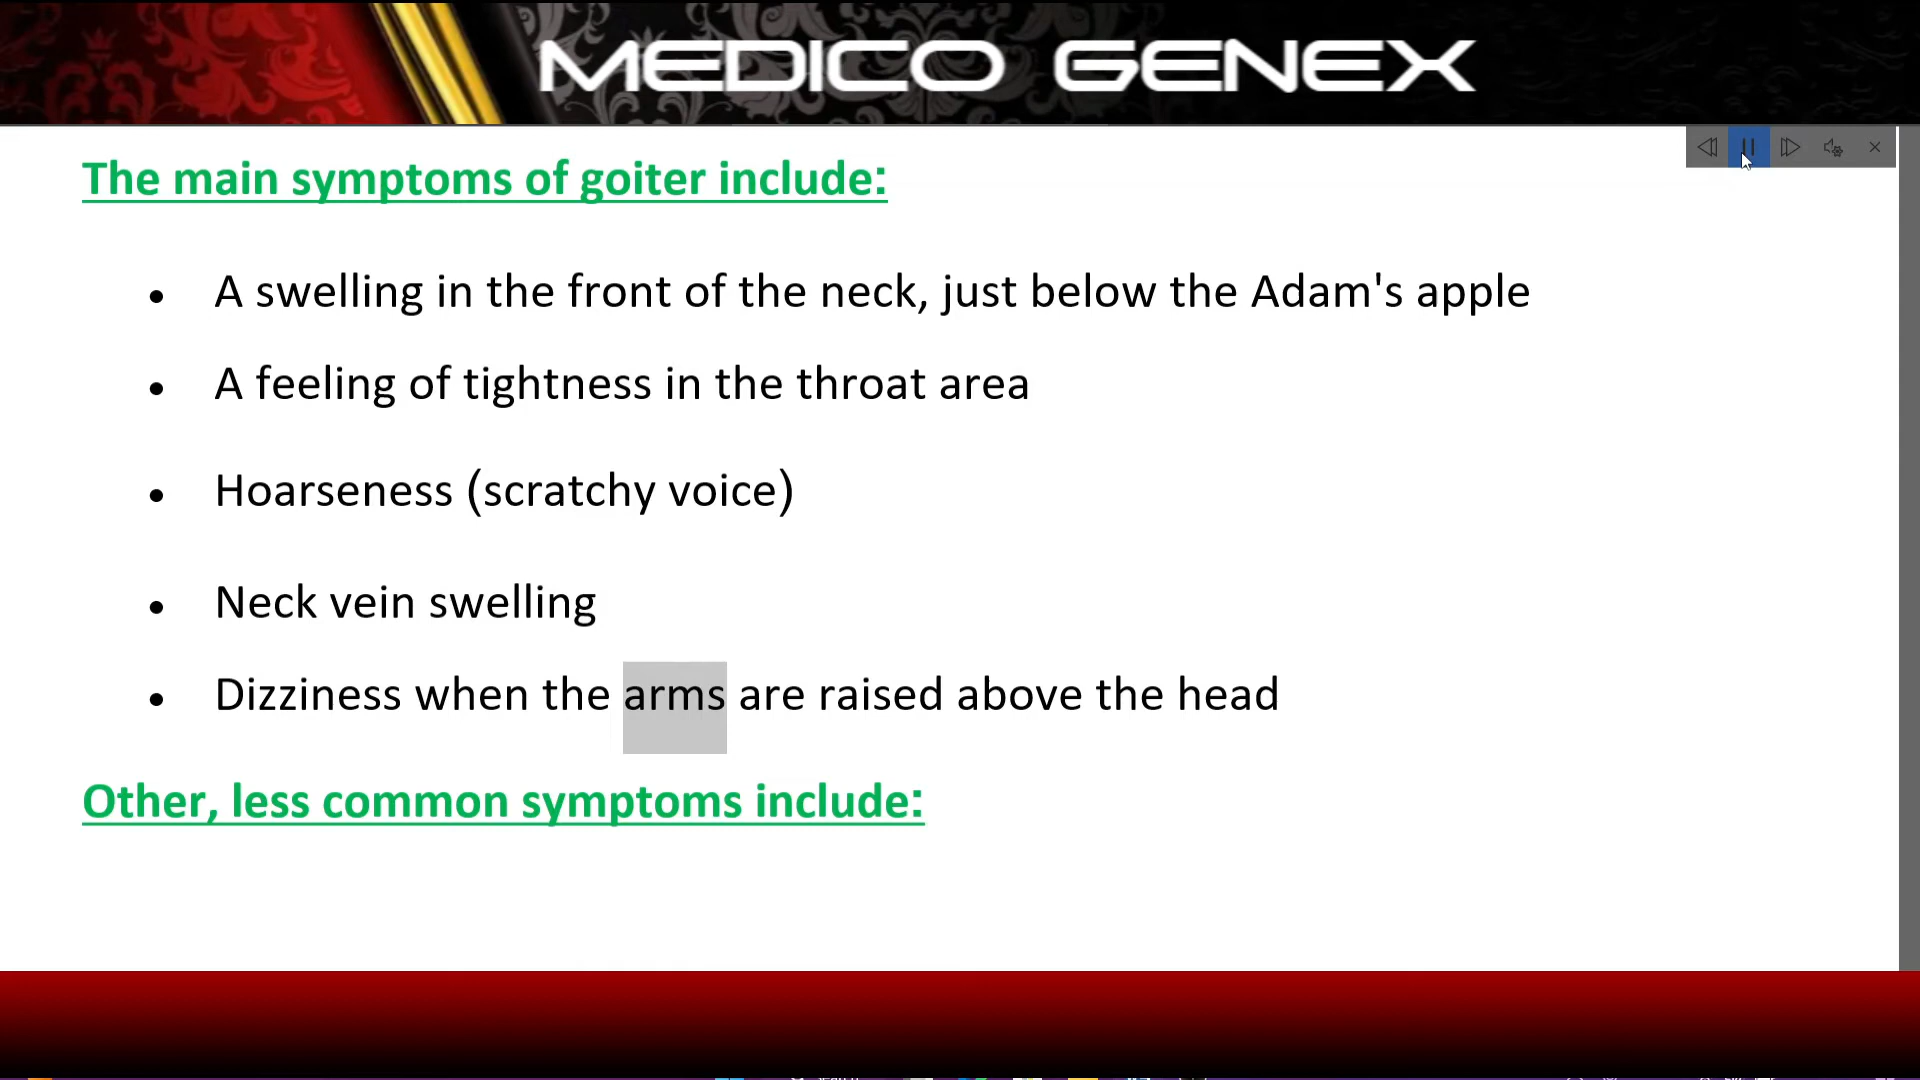 MEDICO GENEX
The main symptoms of goiter include:
• A swelling in the front of the neck, just below the Adam's apple
• A feeling of tightness in the throat area
• Hoarseness (scratchy voice)
• Neck vein swelling
• Dizziness when the arms are raised above the head
Other, less common symptoms include: